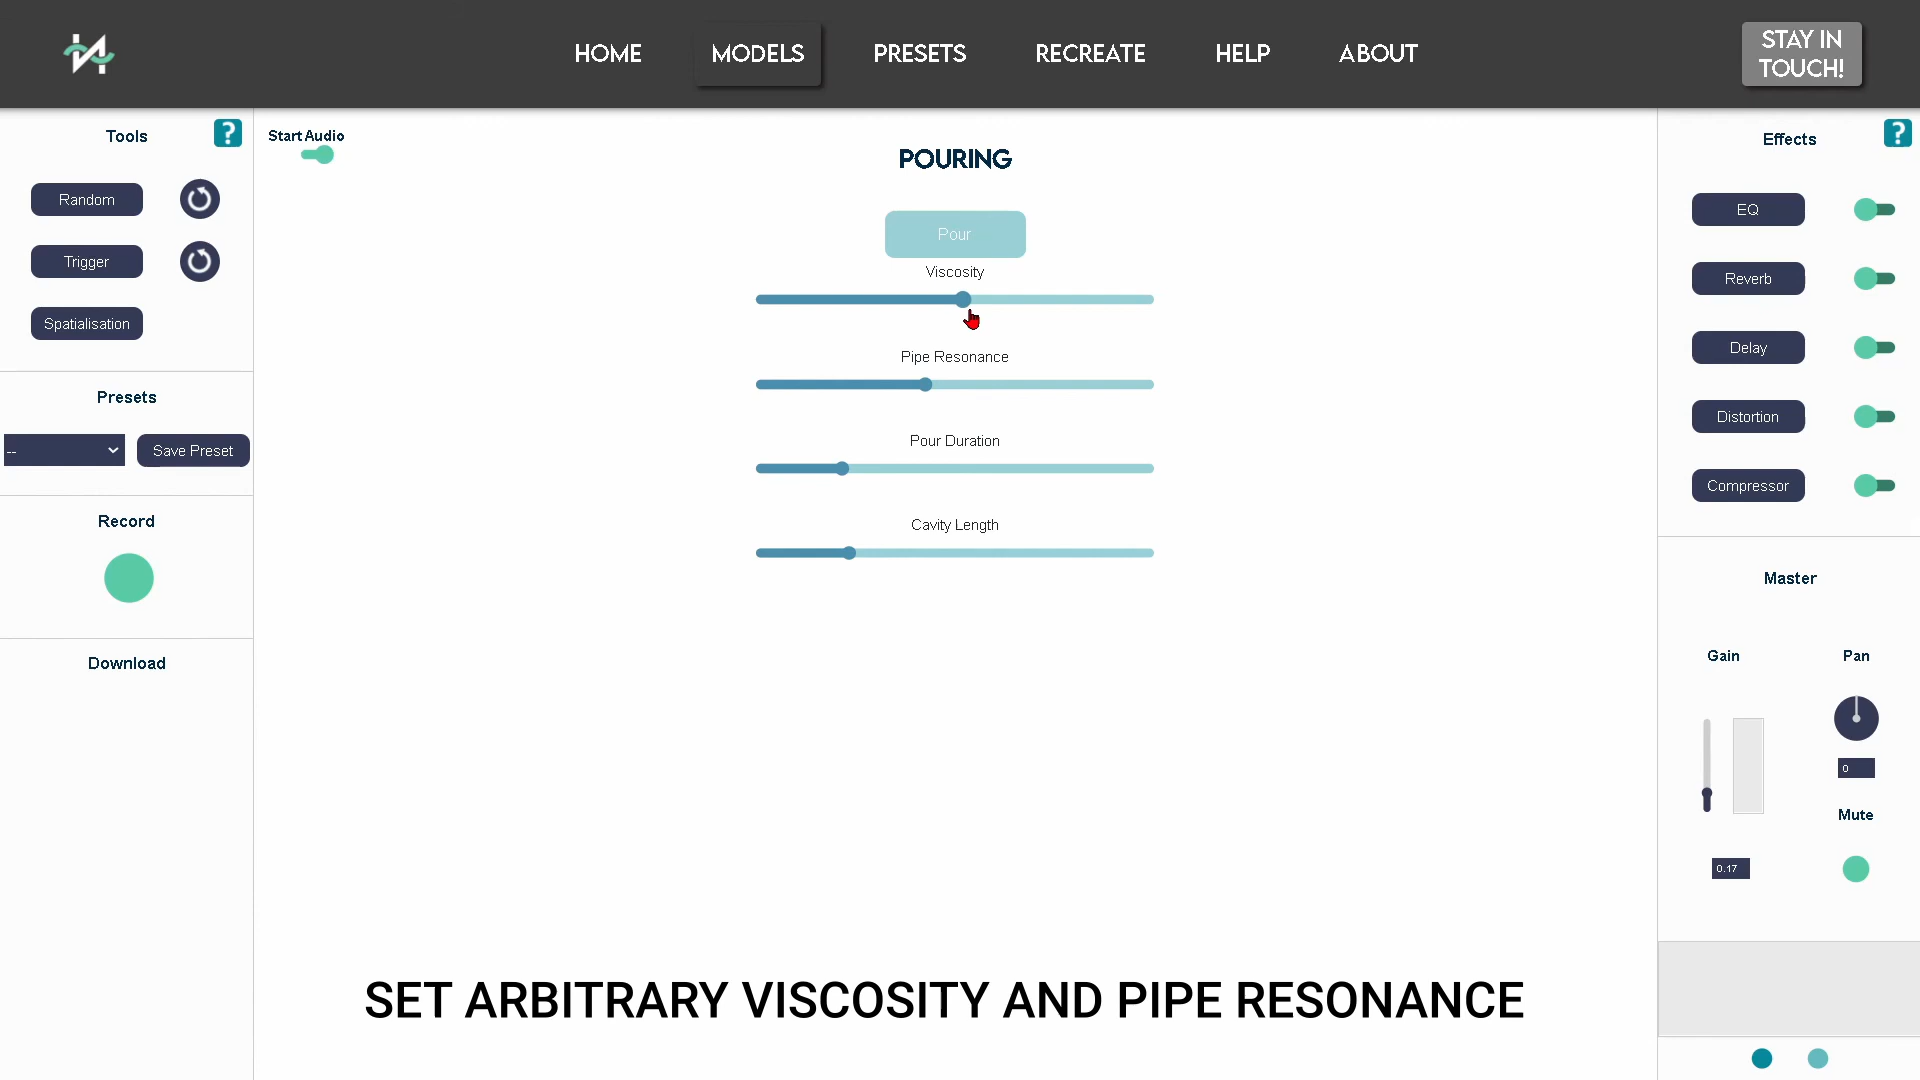 HOME
MODELS
PRESETS
RECREATE
HELP
ABOUT
STAY IN
TOUCH!
Tools
?
Random
Trigger
Spatialisation
Presets
--
Save Preset
Record
Download
Start Audio
POURING
Pour
Viscosity
Pipe Resonance
Pour Duration
Cavity Length
SET ARBITRARY VISCOSITY AND PIPE RESONANCE
Effects
?
EQ
Reverb
Delay
Distortion
Compressor
Master
Gain
Pan
0
Mute
0.17